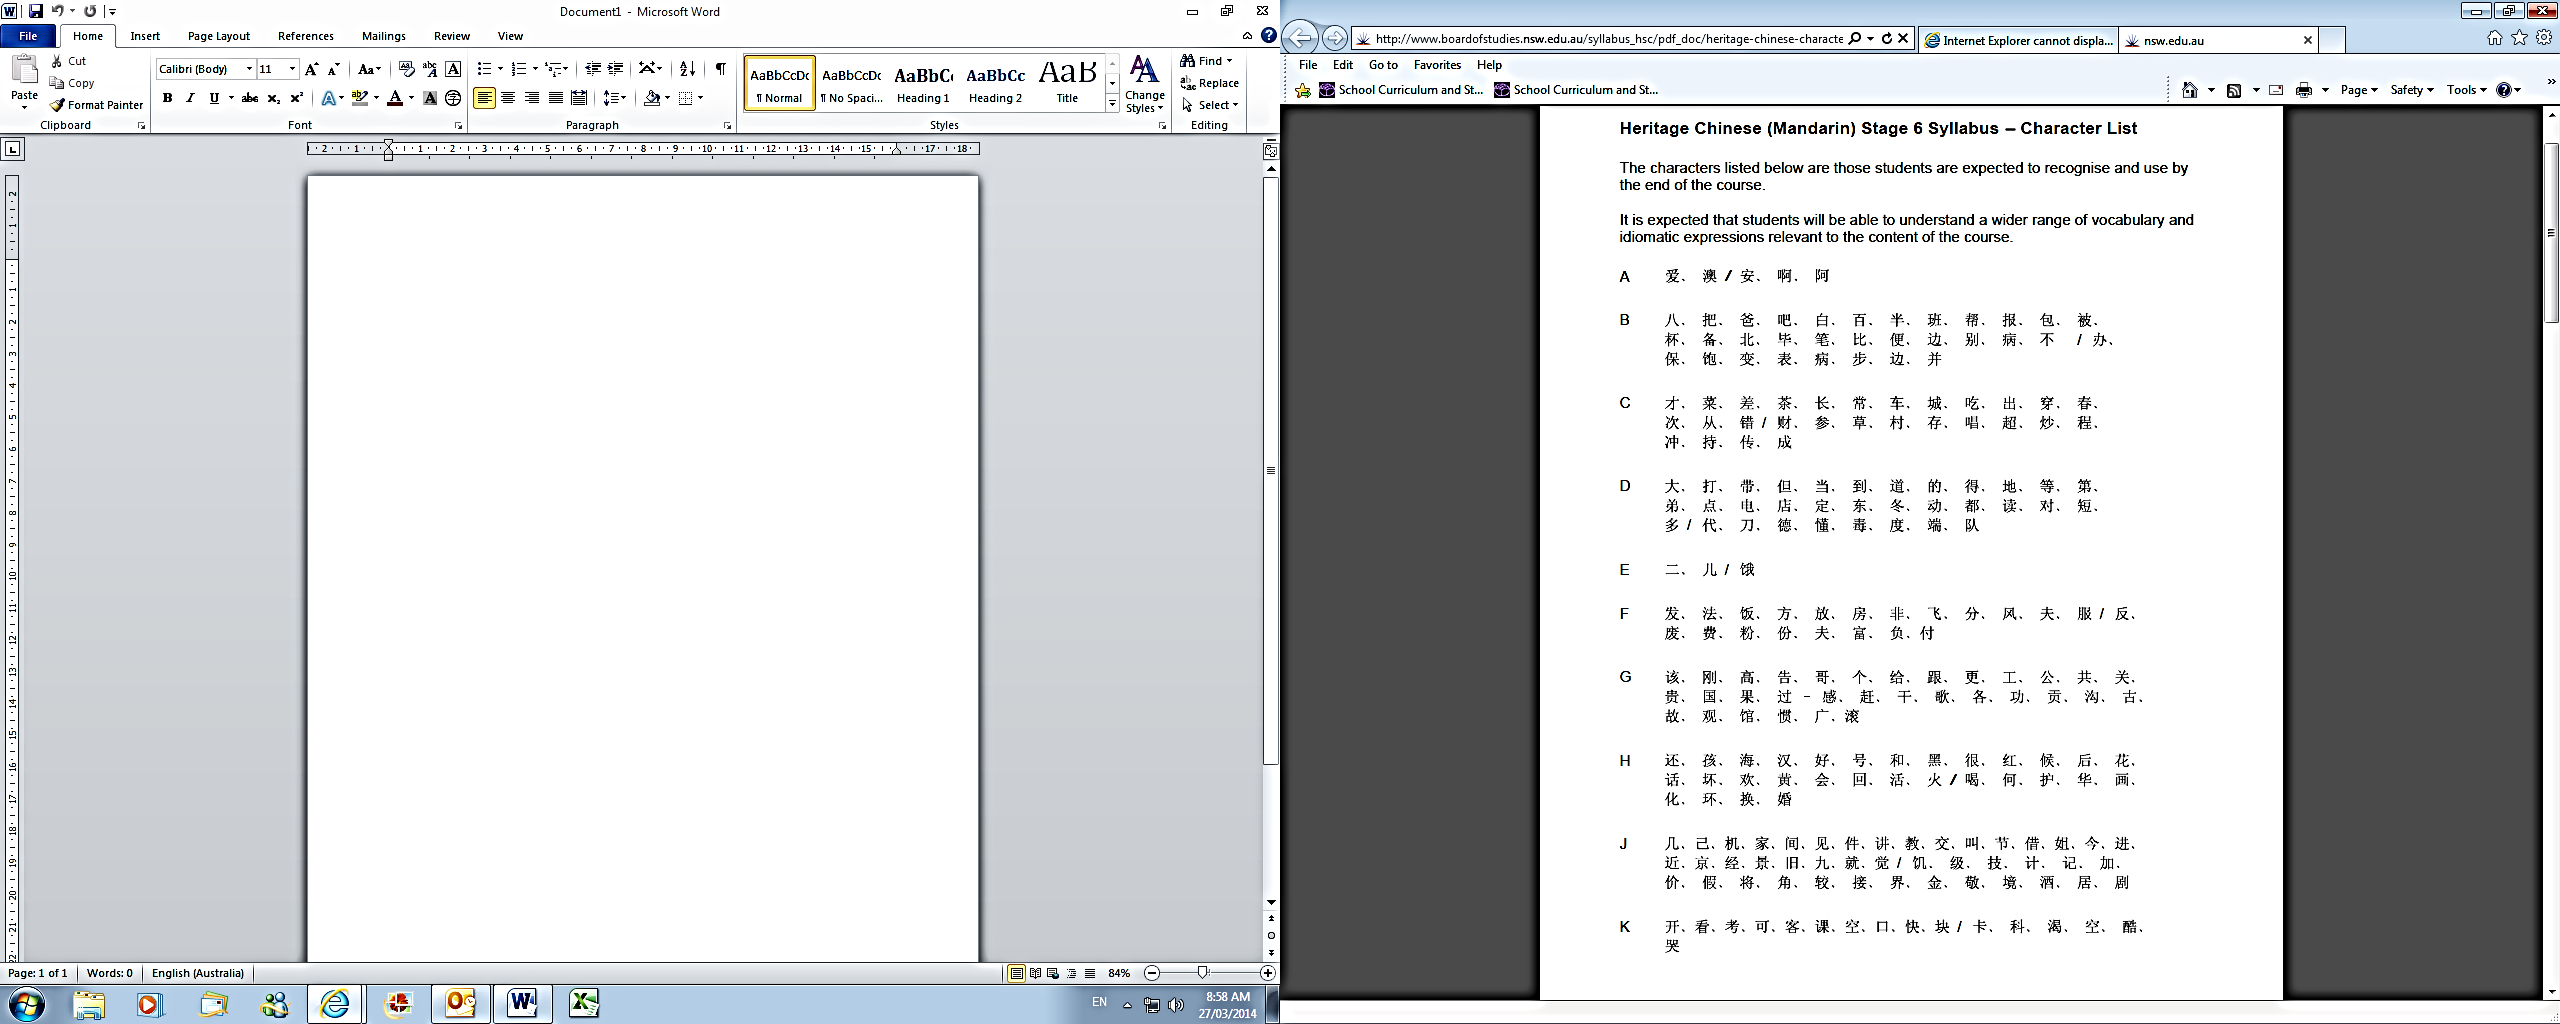 Document1 - Microsoft Word
File Home Insert Page Layout References Mailings Review View
Paste
Cut
Copy
Format Painter
Clipboard
Calibri (Body) 11
Font
Paragraph
AaBbCcDc AaBbCcDc AaBbC AaBbCc AaB
¶ Normal ¶ No Spaci... Heading 1 Heading 2 Title
Change Styles
Styles
Find
Replace
Select
Editing
Page: 1 of 1 Words: 0 English (Australia) 84%
EN 8:58 AM
27/03/2014
http://www.boardofstudies.nsw.edu.au/syllabus_hsc/pdf_doc/heritage-chinese-characte
Internet Explorer cannot displa...
nsw.edu.au
File Edit Go to Favorites Help
School Curriculum and St... School Curriculum and St...
Page Safety Tools
Heritage Chinese (Mandarin) Stage 6 Syllabus – Character List
The characters listed below are those students are expected to recognise and use by
the end of the course.
It is expected that students will be able to understand a wider range of vocabulary and
idiomatic expressions relevant to the content of the course.
A 爱、澳 / 安、啊、阿
B 八、把、爸、吧、白、百、半、班、帮、报、包、被、
杯、备、北、毕、笔、比、便、边、别、病、不 / 办、
保、饱、变、表、病、步、边、并
C 才、菜、差、茶、长、常、车、城、吃、出、穿、春、
次、从、错 / 财、参、草、村、存、唱、超、炒、程、
冲、持、传、成
D 大、打、带、但、当、到、道、的、得、地、等、第、
弟、点、电、店、定、东、冬、动、都、读、对、短、
多 / 代、刀、德、懂、毒、度、端、队
E 二、儿 / 饿
F 发、法、饭、方、放、房、非、飞、分、风、夫、服 / 反、
废、费、粉、份、夫、富、负、付
G 该、刚、高、告、哥、个、给、跟、更、工、公、共、关、
贵、国、果、过 - 感、赶、干、歌、各、功、贡、沟、古、
故、观、馆、惯、广、滚
H 还、孩、海、汉、好、号、和、黑、很、红、候、后、花、
话、坏、欢、黄、会、回、活、火 / 喝、何、护、华、画、
化、环、换、婚
J 几、己、机、家、间、见、件、讲、教、交、叫、节、借、姐、今、进、
近、京、经、景、旧、九、就、觉 / 饥、级、技、计、记、加、
价、假、将、角、较、接、界、金、敬、境、酒、居、剧
K 开、看、考、可、客、课、空、口、快、块 / 卡、科、渴、空、酷、
哭